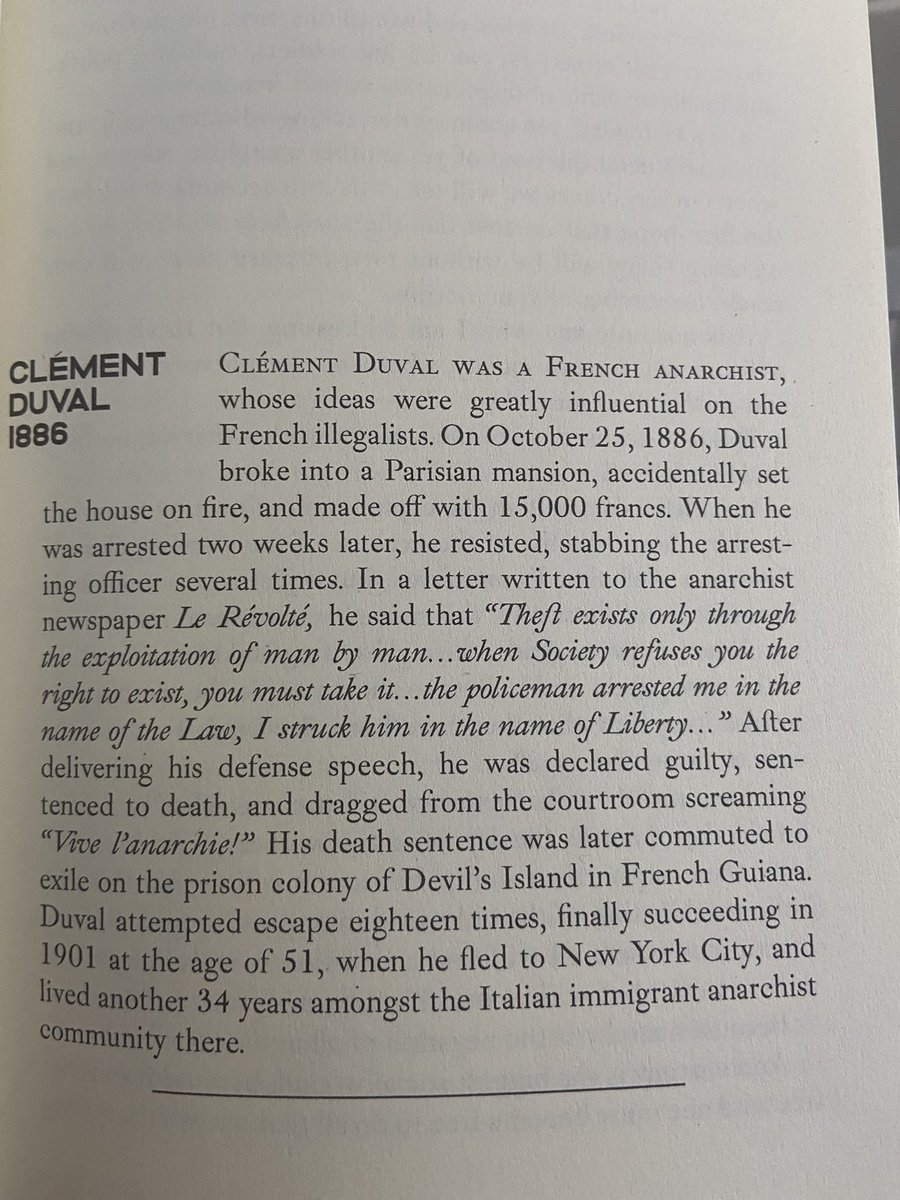 CLÉMENT
DUVAL
1886
CLÉMENT DUVAL WAS A FRENCH ANARCHIST,
whose ideas were greatly influential on the
French illegalists. On October 25, 1886, Duval
broke into a Parisian mansion, accidentally set
the house on fire, and made off with 15,000 francs. When he
was arrested two weeks later, he resisted, stabbing the arrest-
ing officer several times. In a letter written to the anarchist
newspaper Le Révolté, he said that “Theft exists only through
the exploitation of man by man...when Society refuses you the
right to exist, you must take it...the policeman arrested me in the
name of the Law, I struck him in the name of Liberty...” After
delivering his defense speech, he was declared guilty, sen-
tenced to death, and dragged from the courtroom screaming
“Vive l’anarchie!” His death sentence was later commuted to
exile on the prison colony of Devil’s Island in French Guiana.
Duval attempted escape eighteen times, finally succeeding in
1901 at the age of 51, when he fled to New York City, and
lived another 34 years amongst the Italian immigrant anarchist
community there.